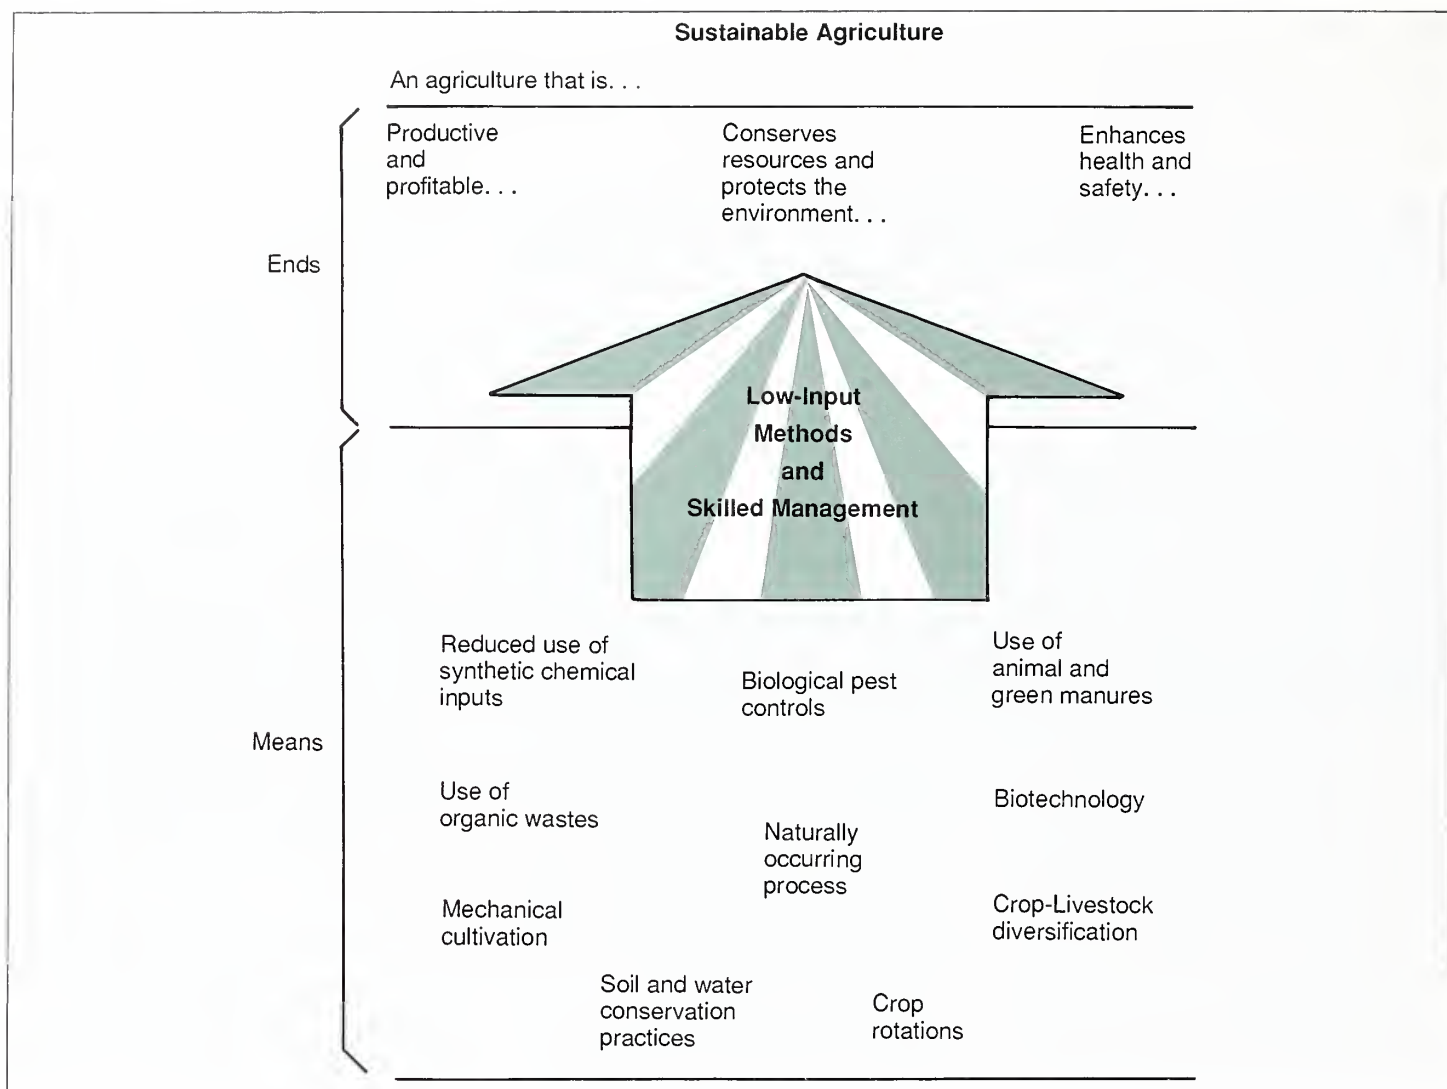 Sustainable Agriculture
An agriculture that is. . .
Productive
and
profitable. . .
Conserves
resources and
protects the
environment. . .
Enhances
health and
safety. . .
Ends
Low-Input
Methods
and
Skilled Management
Means
Reduced use of
synthetic chemical
inputs
Biological pest
controls
Use of
animal and
green manures
Use of
organic wastes
Naturally
occurring
process
Biotechnology
Mechanical
cultivation
Crop-Livestock
diversification
Soil and water
conservation
practices
Crop
rotations